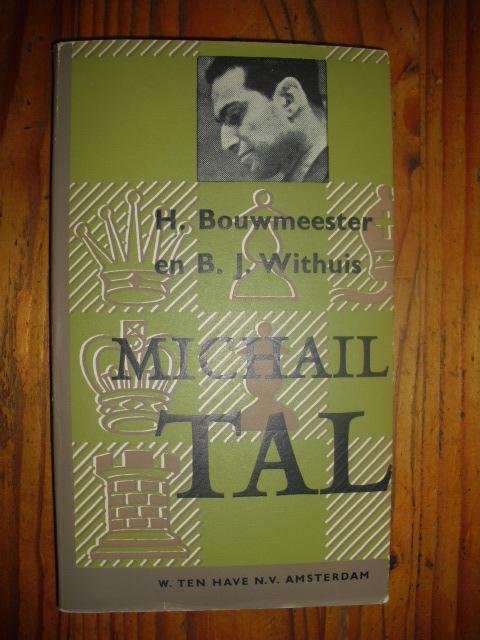 H. Bouwmeester
en B. J. Withuis
MICHAIL
TAL
W. TEN HAVE N.V. AMSTERDAM